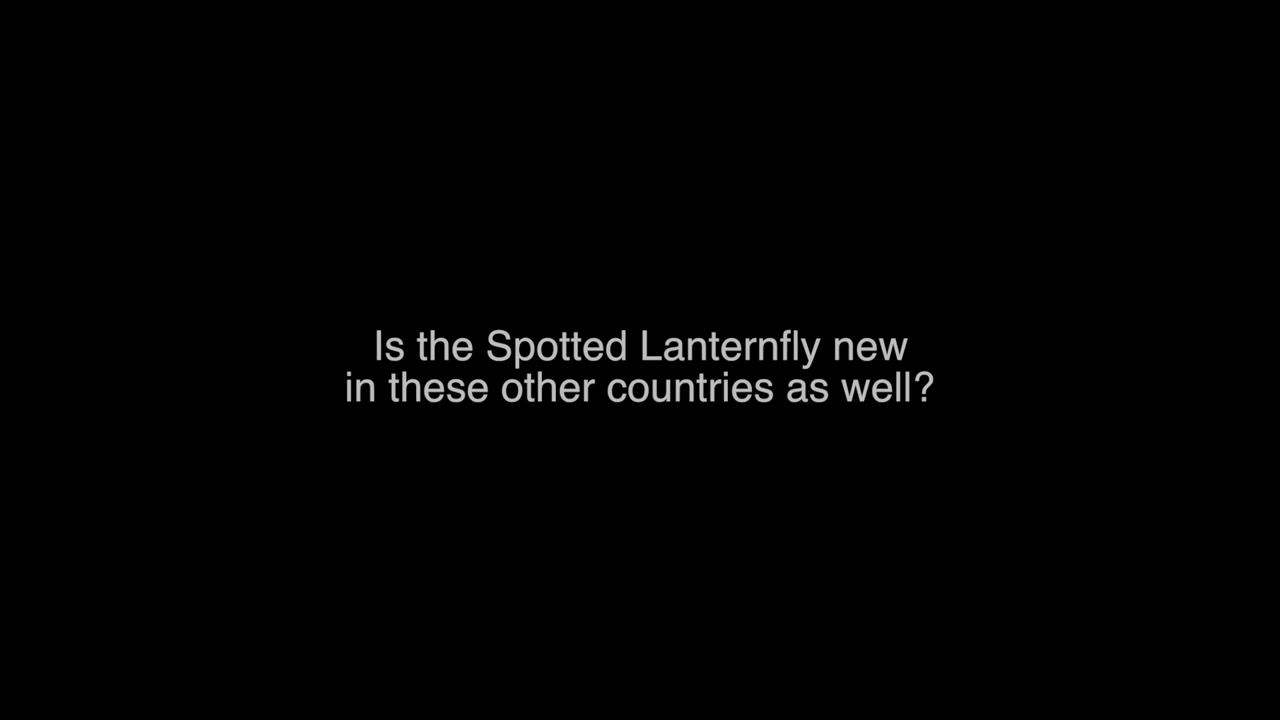 Is the Spotted Lanternfly new
in these other countries as well?